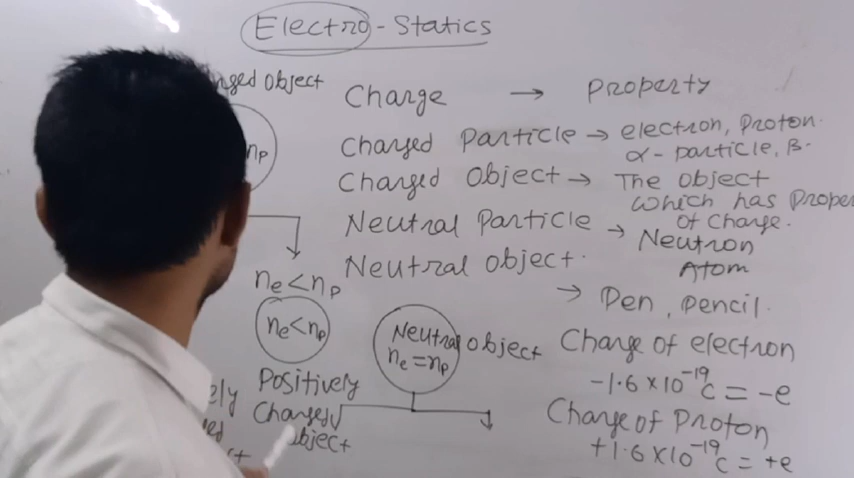 Electro-Statics
Object
Charge → Property
Charged Particle → electron, Proton.
α-particle, β-
Charged Object → The object
which has Proper
of Charge.
Neutral Particle → Neutron
Atom
Neutral object.
→ Pen, Pencil.
np
ne<np
ne<np
Positively
Charged
object
Neutral object
ne=np
Charge of electron
-1.6×10⁻¹⁹c = -e
Charge of Proton
+1.6×10⁻¹⁹c = +e